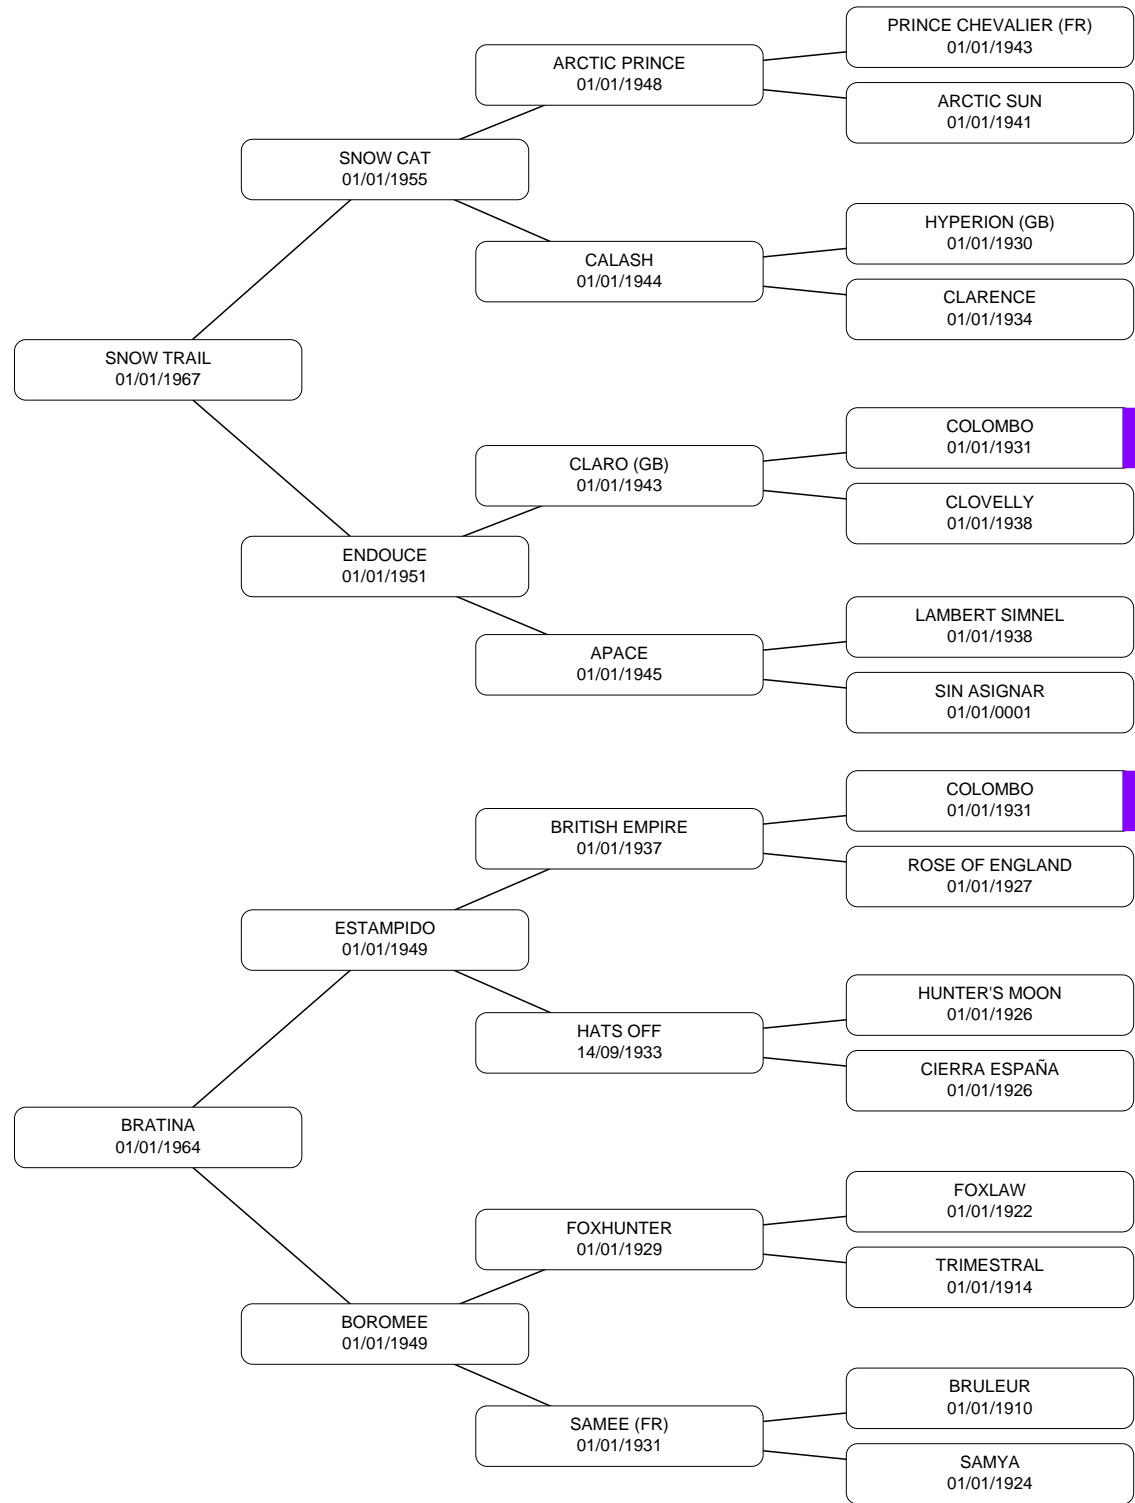 PRINCE CHEVALIER (FR)
01/01/1943
ARCTIC PRINCE
01/01/1948
ARCTIC SUN
01/01/1941
SNOW CAT
01/01/1955
HYPERION (GB)
01/01/1930
CALASH
01/01/1944
CLARENCE
01/01/1934
SNOW TRAIL
01/01/1967
COLOMBO
01/01/1931
CLARO (GB)
01/01/1943
CLOVELLY
01/01/1938
ENDOUCE
01/01/1951
LAMBERT SIMNEL
01/01/1938
APACE
01/01/1945
SIN ASIGNAR
01/01/0001
COLOMBO
01/01/1931
BRITISH EMPIRE
01/01/1937
ROSE OF ENGLAND
01/01/1927
ESTAMPIDO
01/01/1949
HUNTER'S MOON
01/01/1926
HATS OFF
14/09/1933
CIERRA ESPAÑA
01/01/1926
BRATINA
01/01/1964
FOXLAW
01/01/1922
FOXHUNTER
01/01/1929
TRIMESTRAL
01/01/1914
BOROMEE
01/01/1949
BRULEUR
01/01/1910
SAMEE (FR)
01/01/1931
SAMYA
01/01/1924